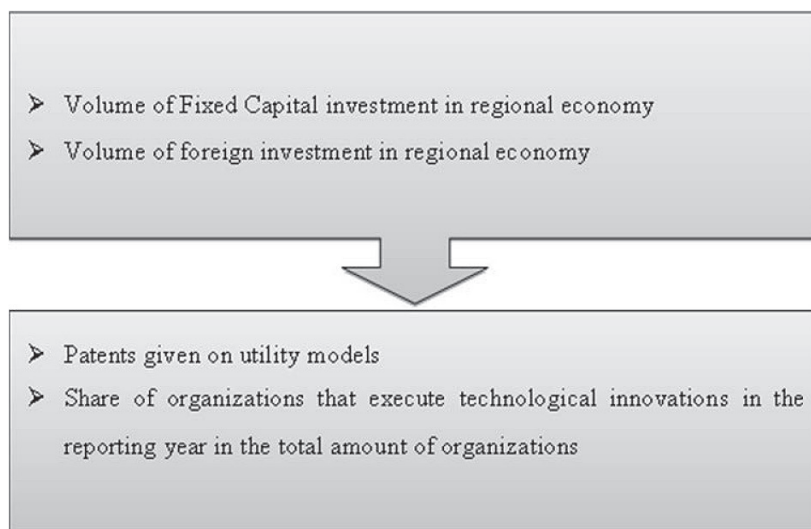 ➢ Volume of Fixed Capital investment in regional economy
➢ Volume of foreign investment in regional economy
➢ Patents given on utility models
➢ Share of organizations that execute technological innovations in the
reporting year in the total amount of organizations